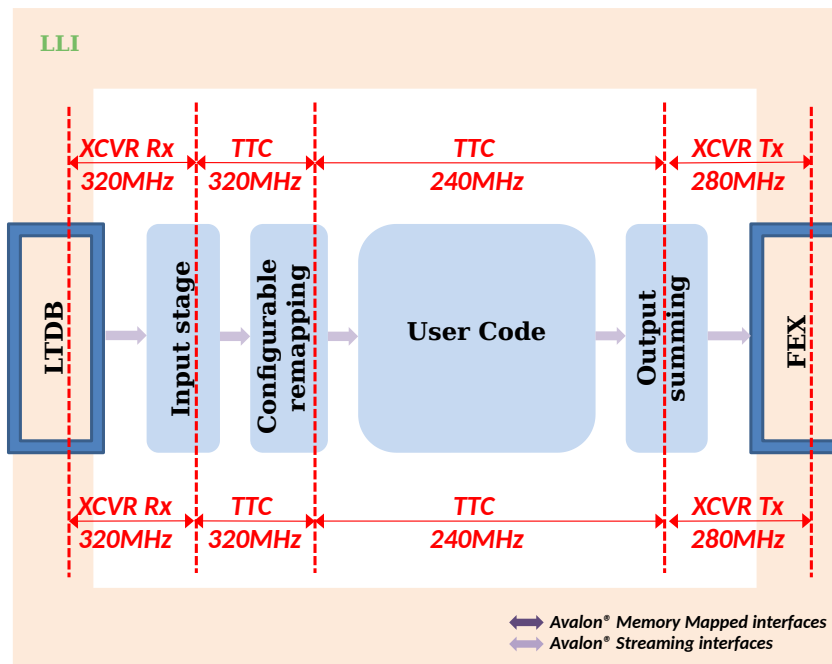 LLI
XCVR Rx
320MHz
TTC
320MHz
TTC
240MHz
XCVR Tx
280MHz
LTDB
Input stage
Configurable
remapping
User Code
Output
summing
FEX
XCVR Rx
320MHz
TTC
320MHz
TTC
240MHz
XCVR Tx
280MHz
Avalon® Memory Mapped interfaces
Avalon® Streaming interfaces